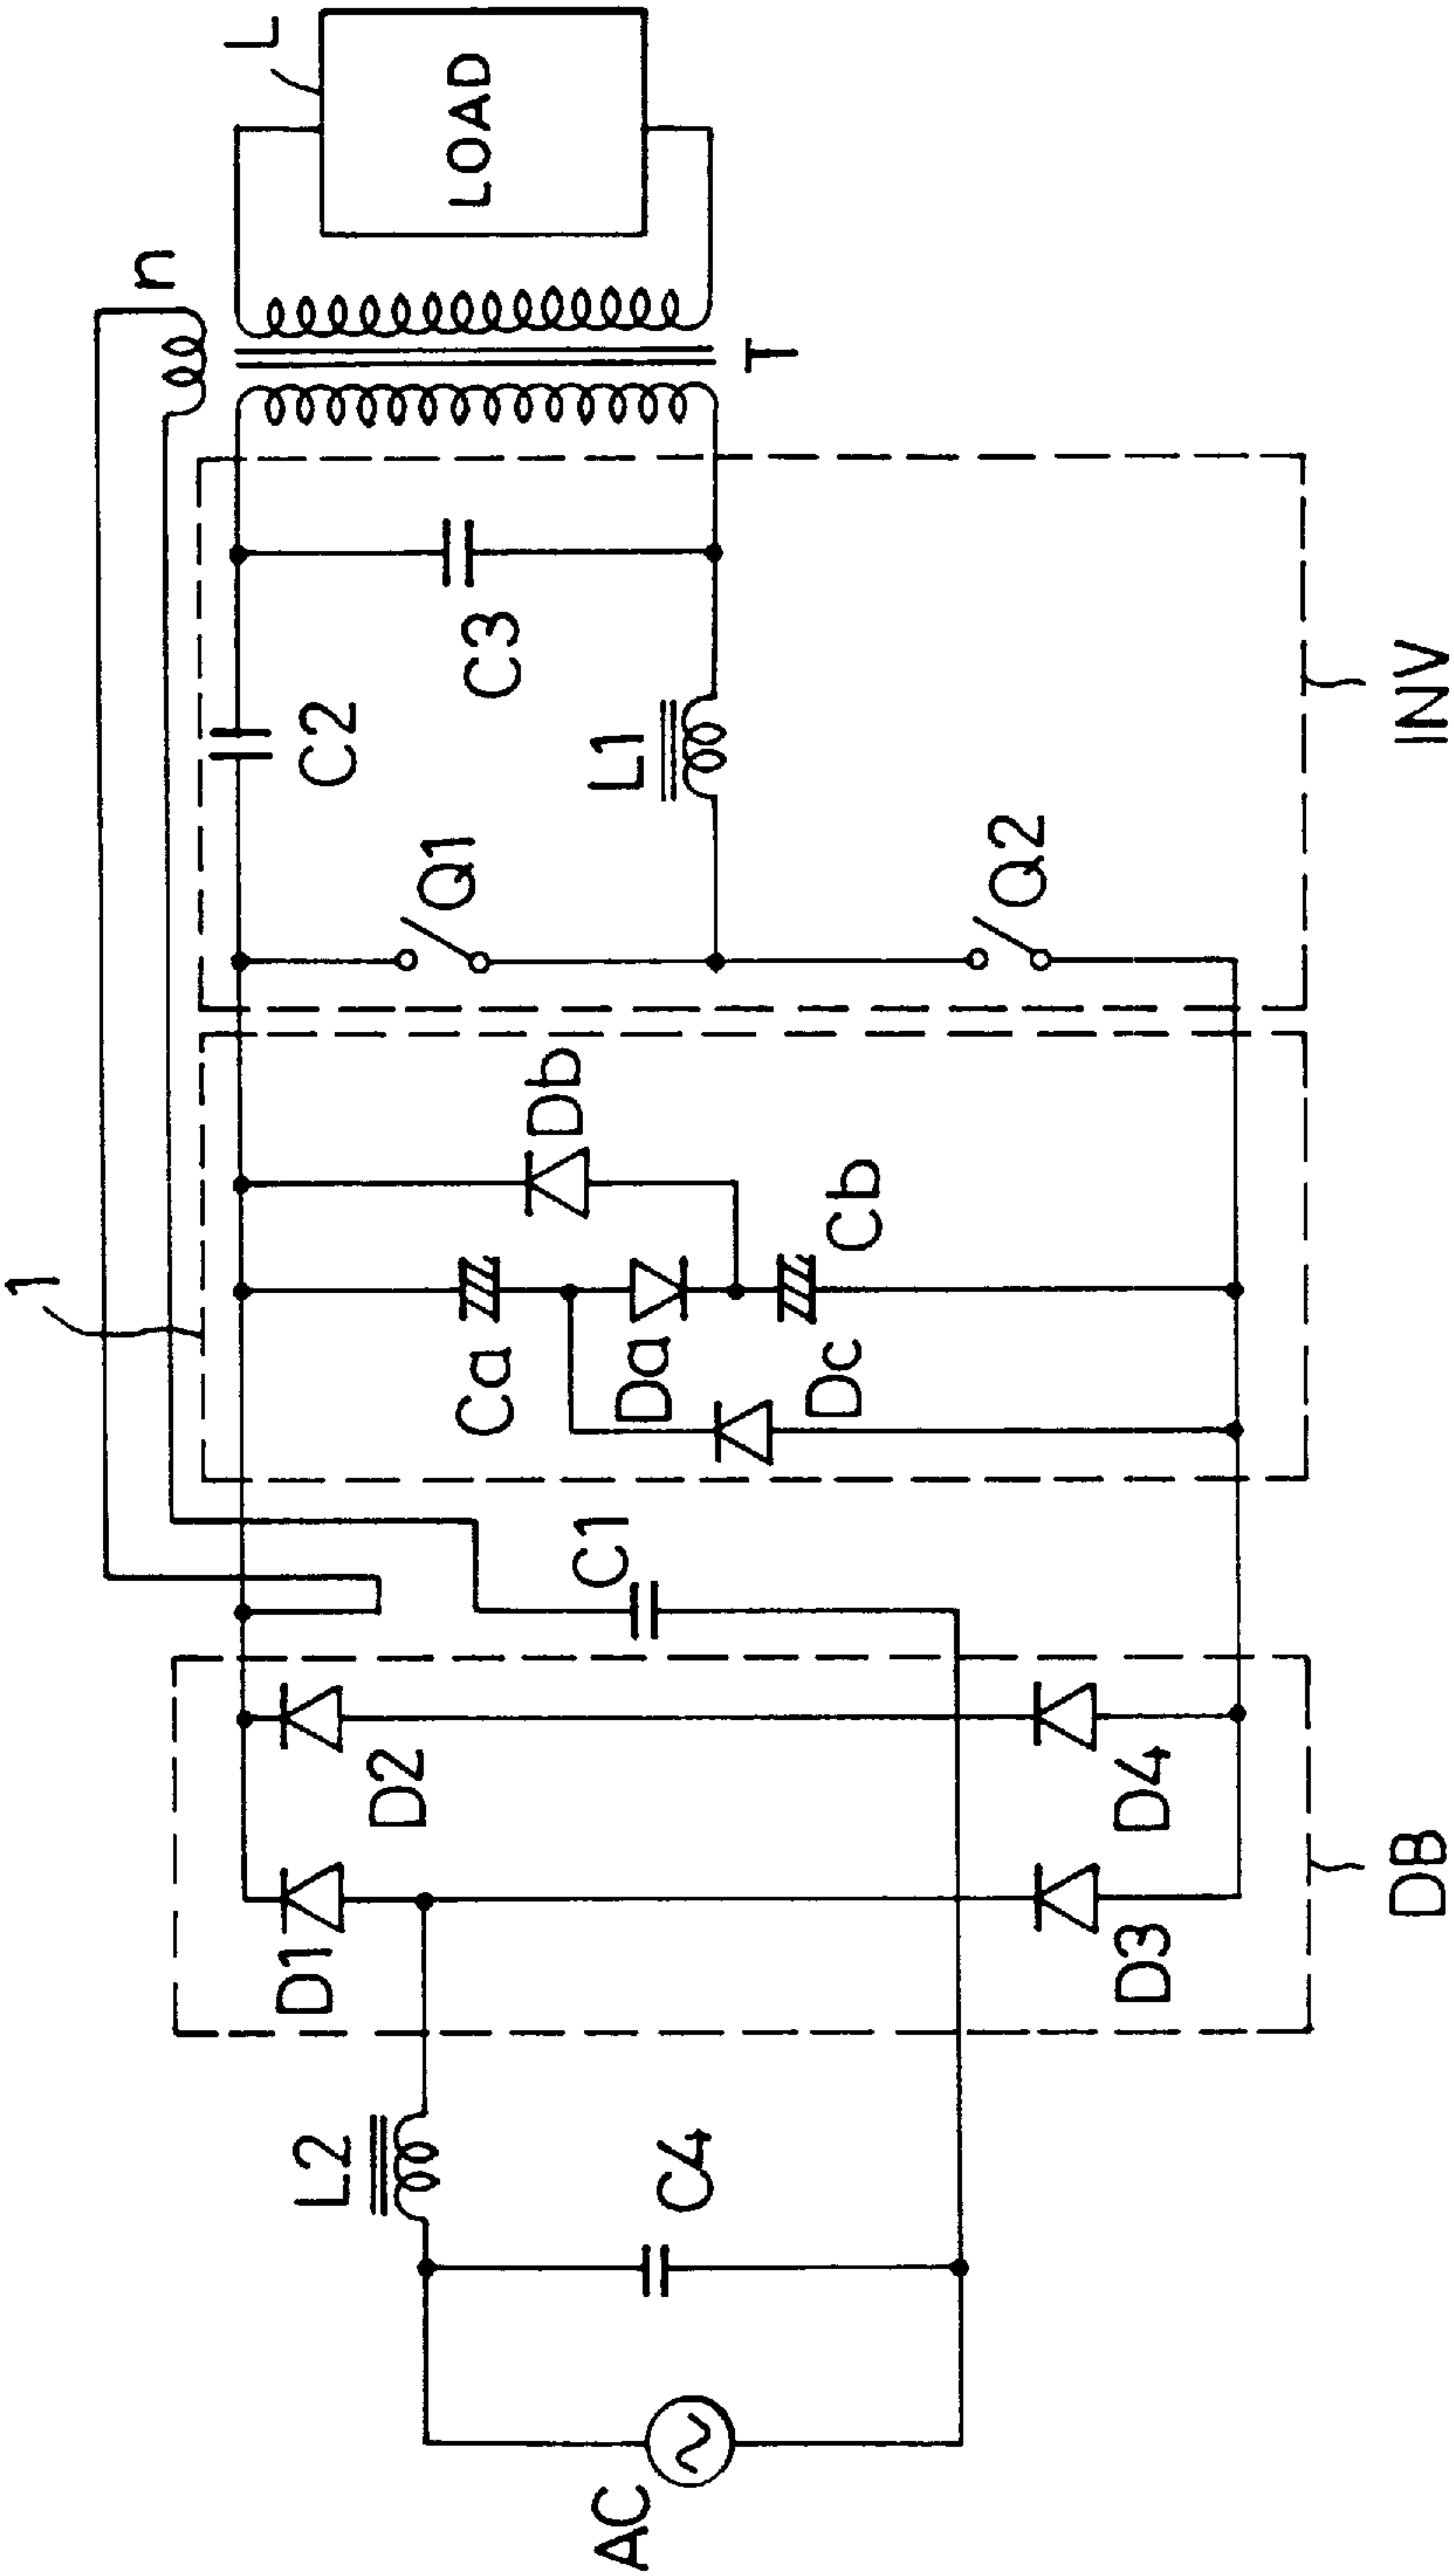 AC
C4
L2
D1
D2
D3
D4
DB
C1
1
Ca
Da
Dc
Db
Cb
Q1
Q2
C2
L1
C3
INV
n
T
L
LOAD